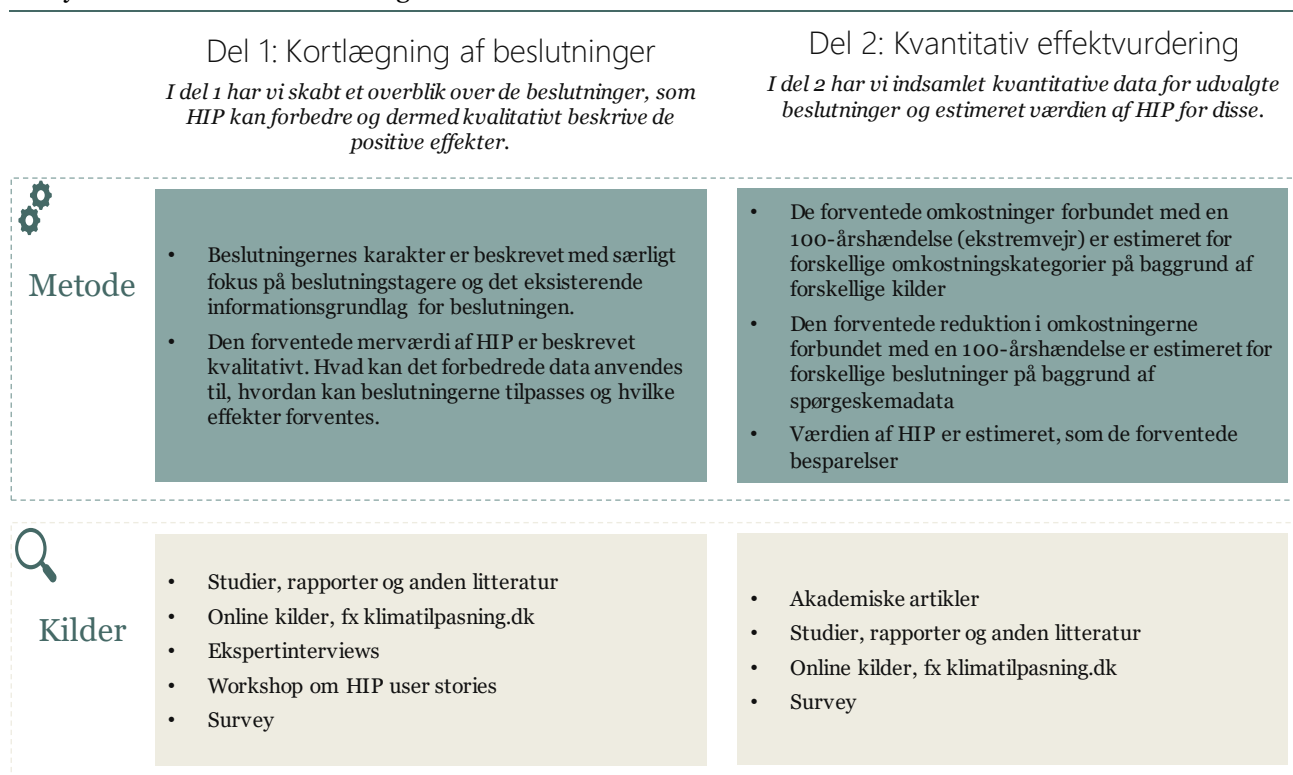 Del 1: Kortlægning af beslutninger
I del 1 har vi skabt et overblik over de beslutninger, som
HIP kan forbedre og dermed kvalitativt beskrive de
positive effekter.
Del 2: Kvantitativ effektvurdering
I del 2 har vi indsamlet kvantitative data for udvalgte
beslutninger og estimeret værdien af HIP for disse.
Metode
• Beslutningernes karakter er beskrevet med særligt
fokus på beslutningstagere og det eksisterende
informationsgrundlag for beslutningen.
• Den forventede merværdi af HIP er beskrevet
kvalitativt. Hvad kan det forbedrede data anvendes
til, hvordan kan beslutningerne tilpasses og hvilke
effekter forventes.
• De forventede omkostninger forbundet med en
100-årshændelse (ekstremvejr) er estimeret for
forskellige omkostningskategorier på baggrund af
forskellige kilder
• Den forventede reduktion i omkostningerne
forbundet med en 100-årshændelse er estimeret for
forskellige beslutninger på baggrund af
spørgeskemadata
• Værdien af HIP er estimeret, som de forventede
besparelser
Kilder
• Studier, rapporter og anden litteratur
• Online kilder, fx klimatilpasning.dk
• Ekspertinterviews
• Workshop om HIP user stories
• Survey
• Akademiske artikler
• Studier, rapporter og anden litteratur
• Online kilder, fx klimatilpasning.dk
• Survey